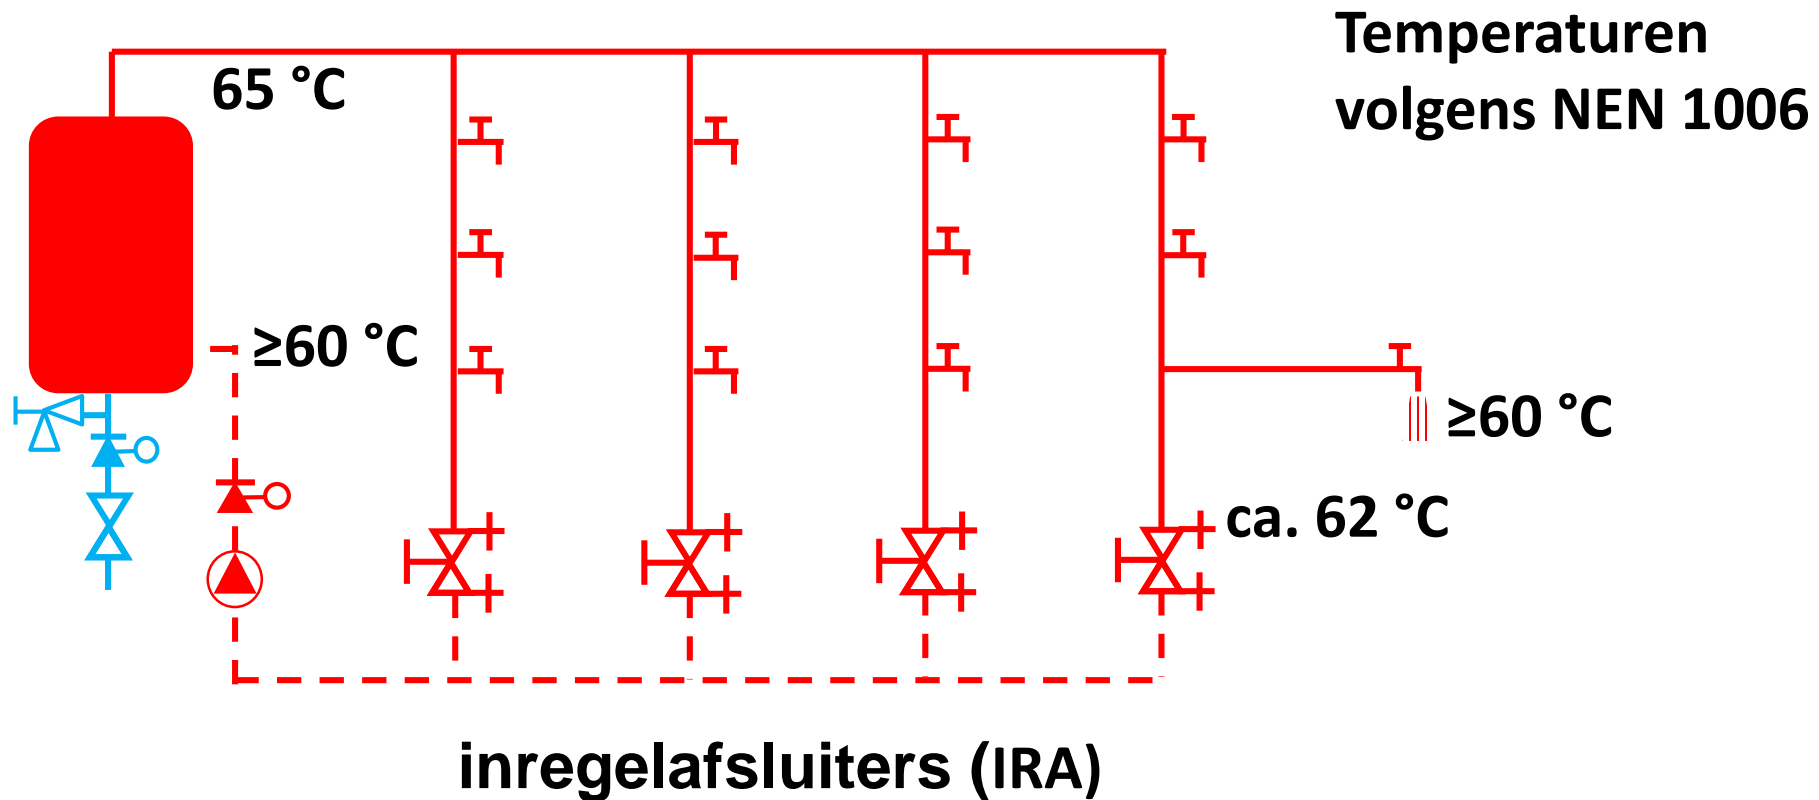 Temperaturen
volgens NEN 1006
65 °C
≥60 °C
≥60 °C
ca. 62 °C
inregelafsluiters (IRA)